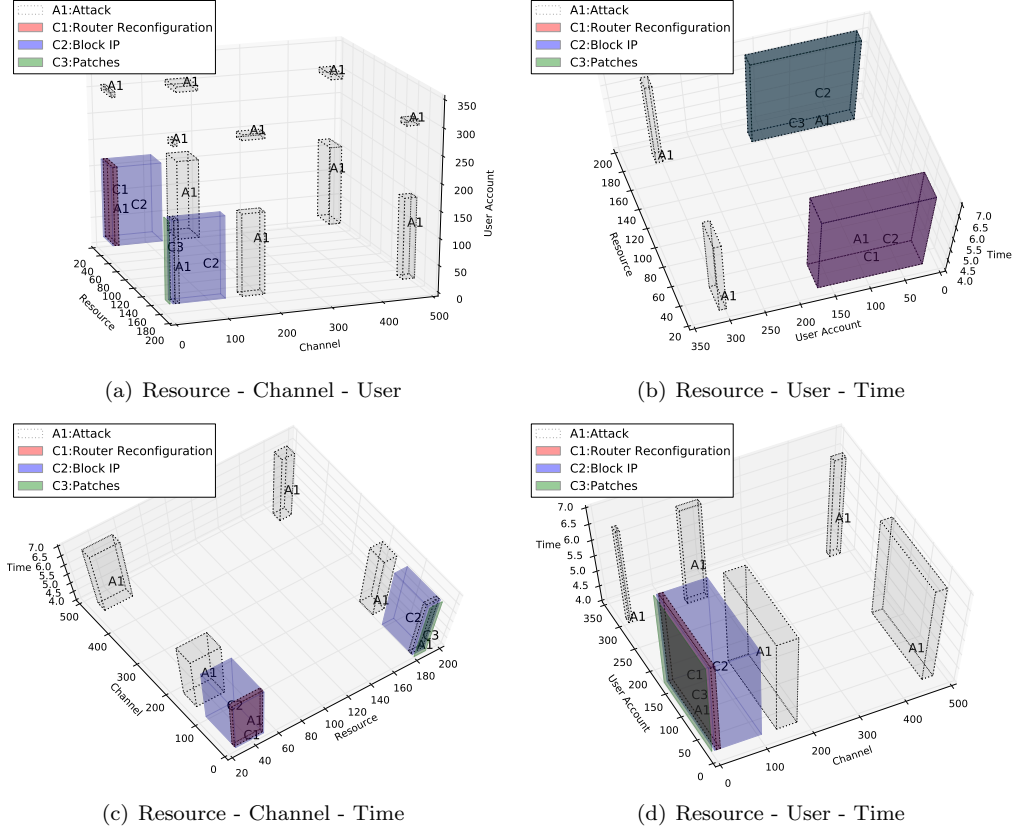 A1:Attack
C1:Router Reconfiguration
C2:Block IP
C3:Patches
A1
A1
A1
A1
A1
A1
C1
A1
C2
A1
A1
A1
C3
A1
C2
A1
350
300
250
200
150
100
50
0
User Account
20
40
60
80
100
120
140
160
180
200
Resource
0
100
200
300
400
500
Channel
(a) Resource - Channel - User
A1:Attack
C1:Router Reconfiguration
C2:Block IP
C3:Patches
C2
C3
A1
A1
A1
C2
C1
A1
200
180
160
140
120
100
80
60
40
20
Resource
350
300
250
200
150
100
50
0
User Account
7.0
6.5
6.0
5.5
5.0
4.5
4.0
Time
(b) Resource - User - Time
A1:Attack
C1:Router Reconfiguration
C2:Block IP
C3:Patches
A1
A1
A1
C2
C3
A1
A1
C2
A1
C1
7.0
6.5
6.0
5.5
5.0
4.5
4.0
Time
500
400
300
200
100
0
Channel
20
40
60
80
100
120
140
160
180
200
Resource
(c) Resource - Channel - Time
A1:Attack
C1:Router Reconfiguration
C2:Block IP
C3:Patches
A1
A1
A1
A1
C2
C1
C3
A1
A1
7.0
6.5
6.0
5.5
5.0
4.5
4.0
Time
350
300
250
200
150
100
50
0
User Account
0
100
200
300
400
500
Channel
(d) Resource - User - Time